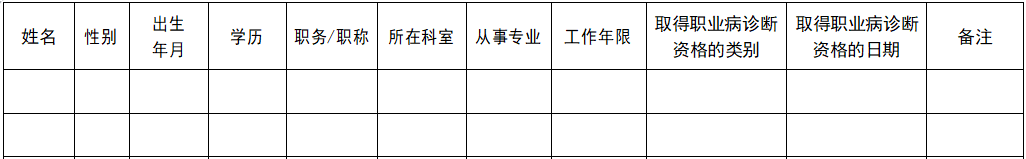 姓名 性别 出生年月 学历 职务/职称 所在科室 从事专业 工作年限 取得职业病诊断资格的类别 取得职业病诊断资格的日期 备注